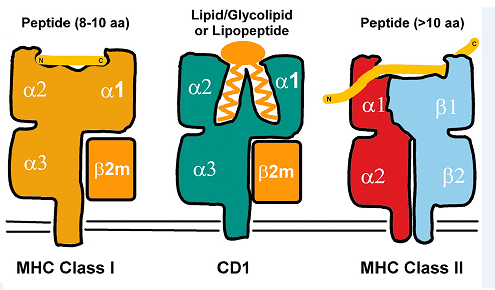 Peptide (8-10 aa)
Lipid/Glycolipid
or Lipopeptide
Peptide (>10 aa)
N
C
α2
α1
α3
β2m
α2
α1
α3
β2m
N
C
α1
β1
α2
β2
MHC Class I
CD1
MHC Class II